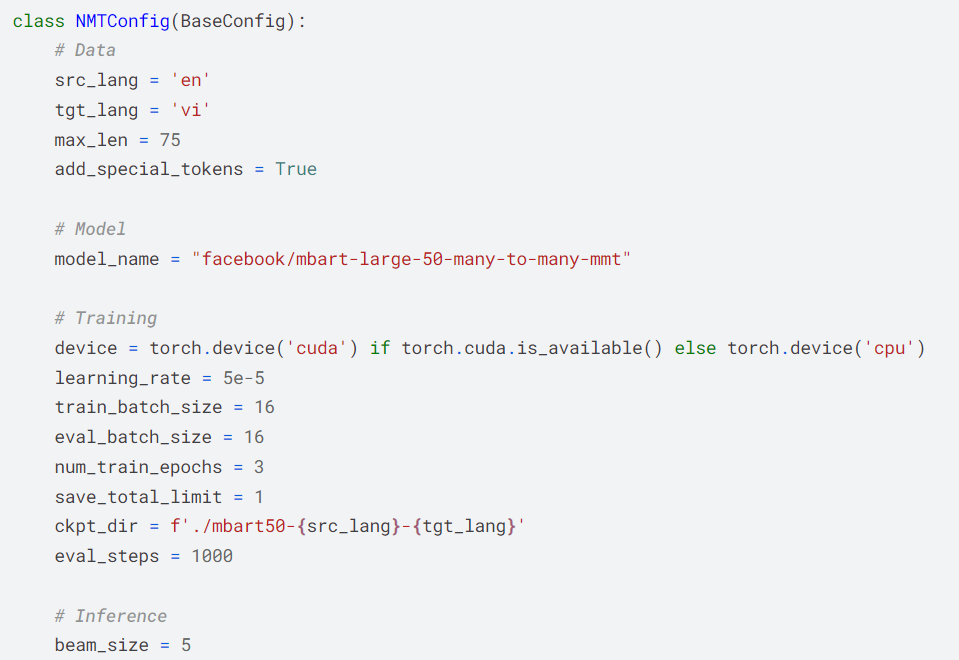 class NMTConfig(BaseConfig):
    # Data
    src_lang = 'en'
    tgt_lang = 'vi'
    max_len = 75
    add_special_tokens = True

    # Model
    model_name = "facebook/mbart-large-50-many-to-many-mmt"

    # Training
    device = torch.device('cuda') if torch.cuda.is_available() else torch.device('cpu')
    learning_rate = 5e-5
    train_batch_size = 16
    eval_batch_size = 16
    num_train_epochs = 3
    save_total_limit = 1
    ckpt_dir = f'./mbart50-{src_lang}-{tgt_lang}'
    eval_steps = 1000

    # Inference
    beam_size = 5